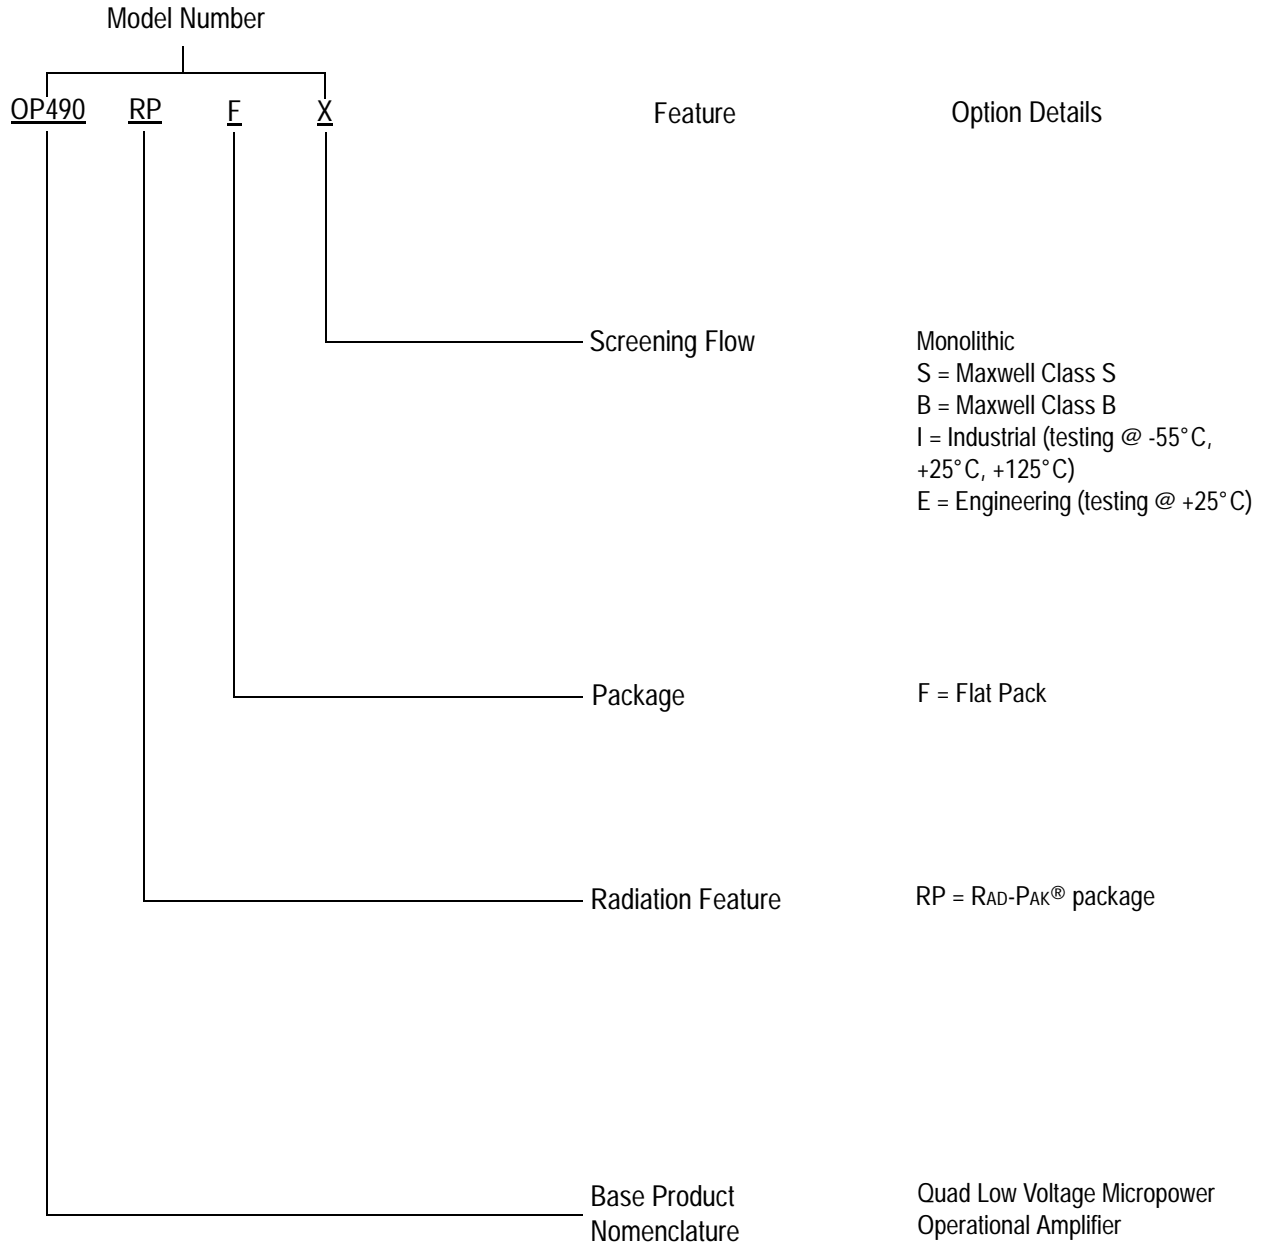 Model Number
OP490 RP F X
Feature Option Details
Screening Flow
Monolithic
S = Maxwell Class S
B = Maxwell Class B
I = Industrial (testing @ -55°C,
+25°C, +125°C)
E = Engineering (testing @ +25°C)
Package
F = Flat Pack
Radiation Feature
RP = RAD-PAK® package
Base Product
Nomenclature
Quad Low Voltage Micropower
Operational Amplifier